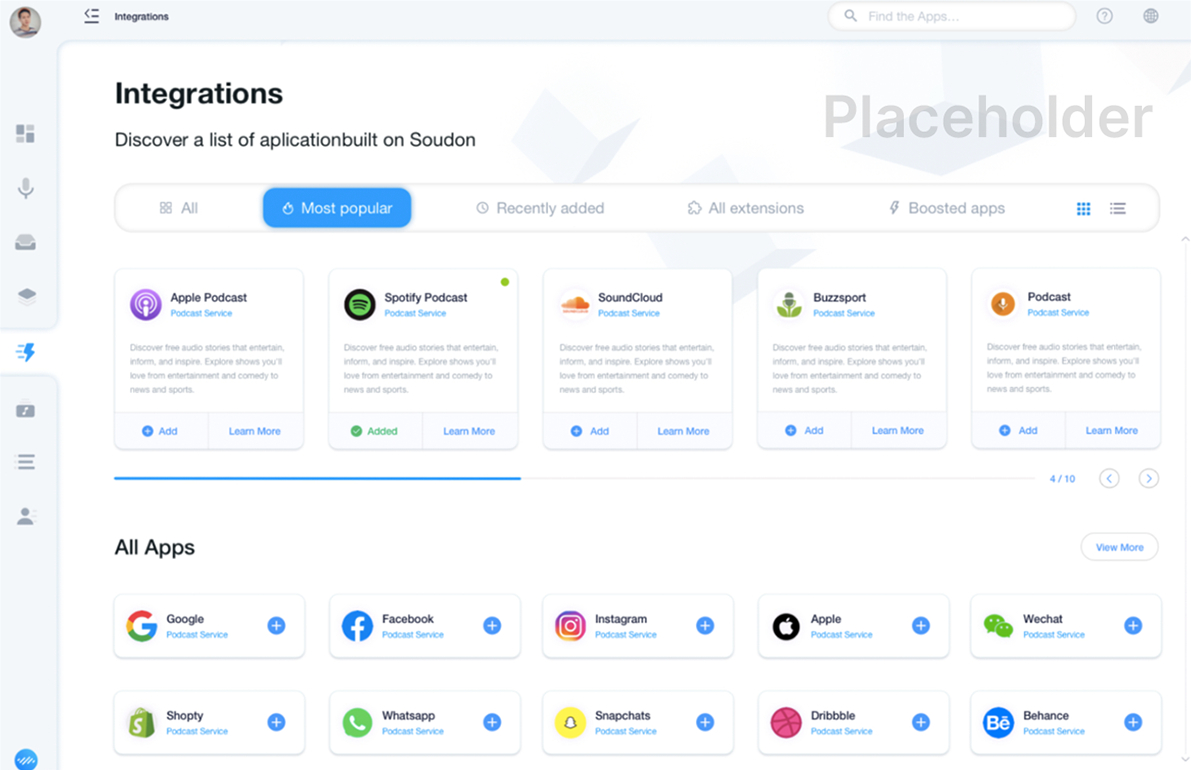 Integrations
Find the Apps...
Integrations
Placeholder
Discover a list of aplicationbuilt on Soudon
All
Most popular
Recently added
All extensions
Boosted apps
Apple Podcast
Podcast Service
Discover free audio stories that entertain,
inform, and inspire. Explore shows you'll
love from entertainment and comedy to
news and sports.
Add
Learn More
Spotify Podcast
Podcast Service
Discover free audio stories that entertain,
inform, and inspire. Explore shows you'll
love from entertainment and comedy to
news and sports.
Added
Learn More
SoundCloud
Podcast Service
Discover free audio stories that entertain,
inform, and inspire. Explore shows you'll
love from entertainment and comedy to
news and sports.
Add
Learn More
Buzzsport
Podcast Service
Discover free audio stories that entertain,
inform, and inspire. Explore shows you'll
love from entertainment and comedy to
news and sports.
Add
Learn More
Podcast
Podcast Service
Discover free audio stories that entertain,
inform, and inspire. Explore shows you'll
love from entertainment and comedy to
news and sports.
Add
Learn More
4 / 10
All Apps
View More
Google
Podcast Service
Facebook
Podcast Service
Instagram
Podcast Service
Apple
Podcast Service
Wechat
Podcast Service
Shopty
Podcast Service
Whatsapp
Podcast Service
Snapchats
Podcast Service
Dribbble
Podcast Service
Bē
Behance
Podcast Service